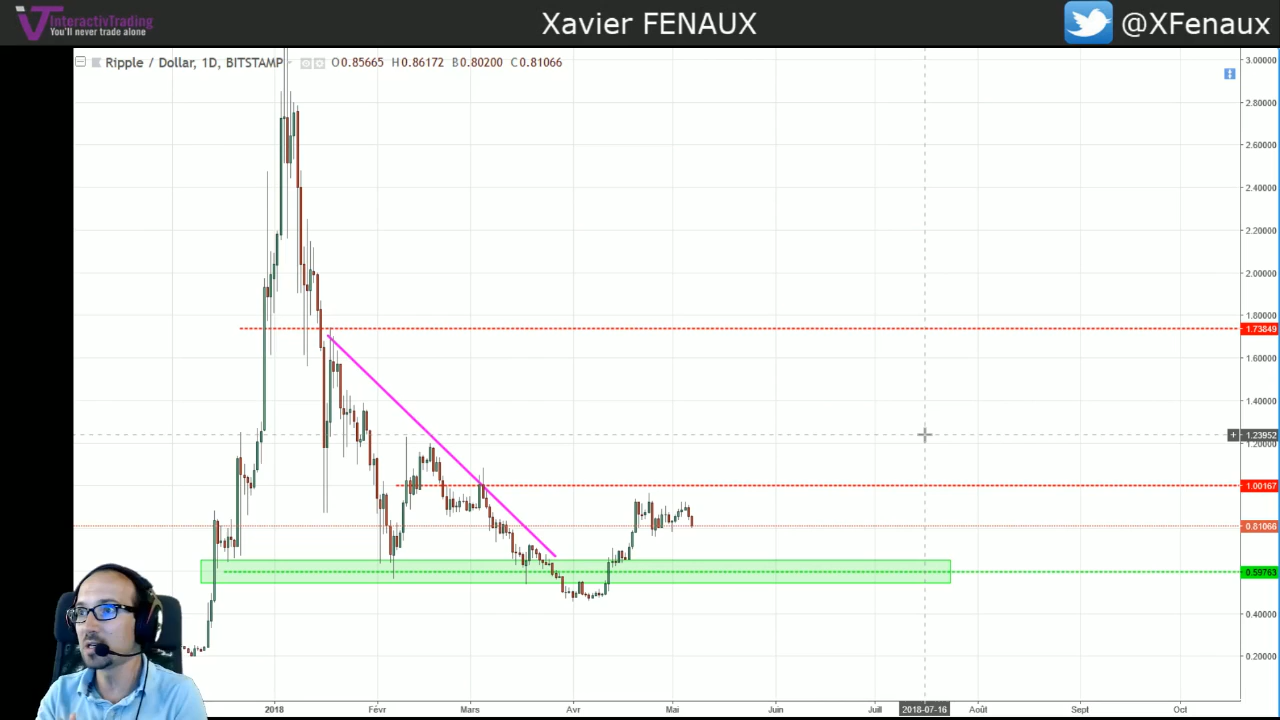 InteractivTrading
You'll never trade alone
Xavier FENAUX
@XFenaux
Ripple / Dollar, 1D, BITSTAMP
O0.85665 H0.86172 B0.80200 C0.81066
3.00000
2.80000
2.60000
2.40000
2.20000
2.00000
1.80000
1.73849
1.60000
1.40000
1.23952
1.20000
1.00167
0.81066
0.59763
0.40000
0.20000
2018 Févr Mars Avr Mai Juin Juill 2018-07-16 Août Sept Oct